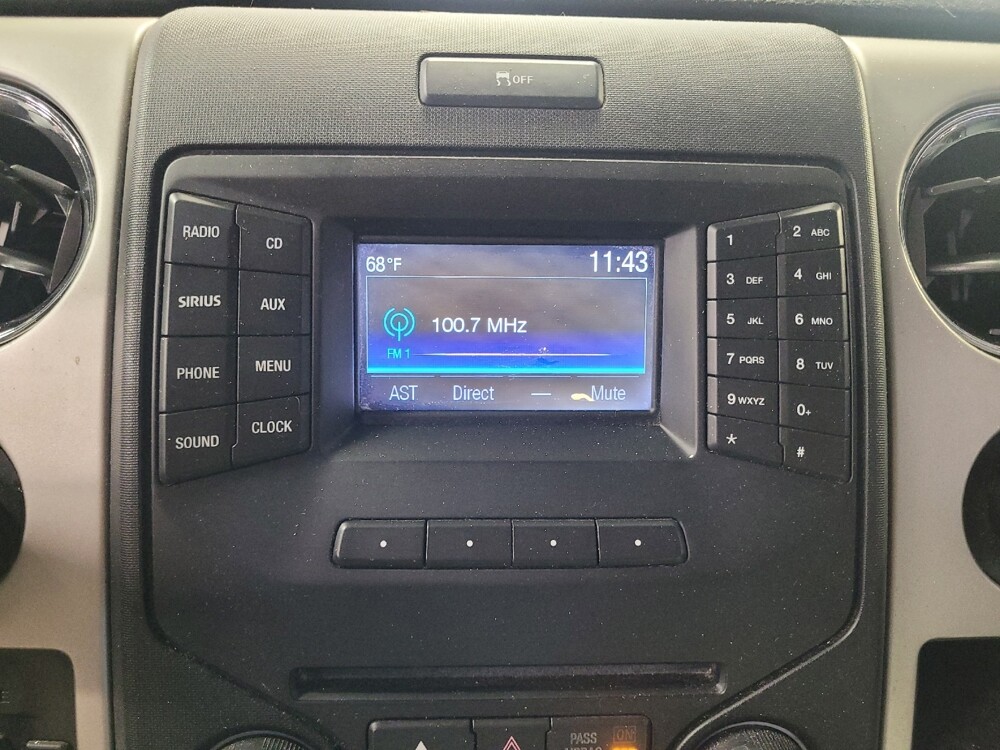 OFF
RADIO
CD
SIRIUS
AUX
PHONE
MENU
SOUND
CLOCK
68°F
11:43
100.7 MHz
FM 1
AST Direct — Mute
1
2 ABC
3 DEF
4 GHI
5 JKL
6 MNO
7 PQRS
8 TUV
9 WXYZ
0+
*
#
PASS
ON